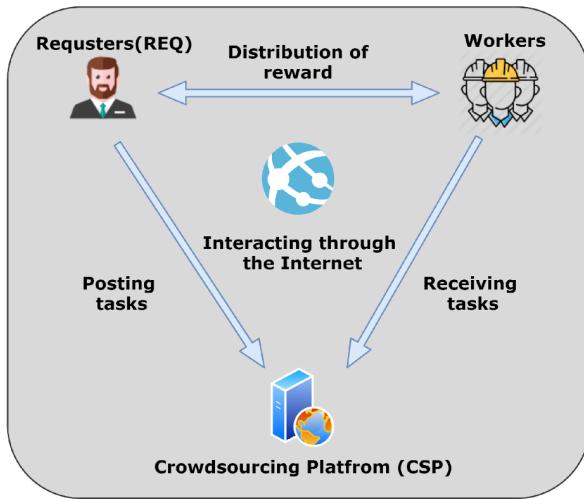 Requsters(REQ)
Distribution of
reward
Workers
Interacting through
the Internet
Posting
tasks
Receiving
tasks
Crowdsourcing Platfrom (CSP)